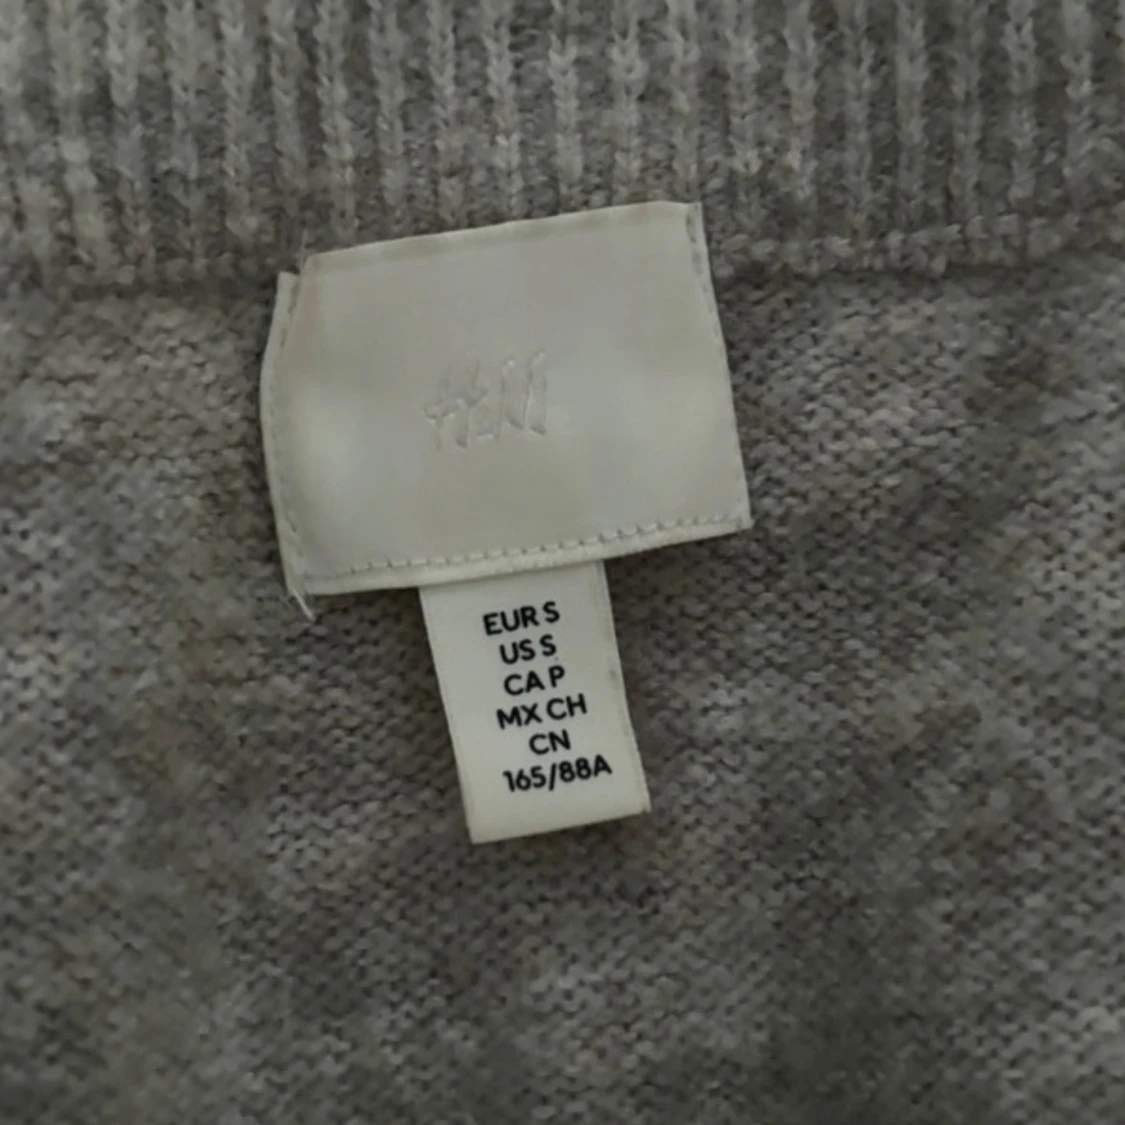 H&M
EUR S
US S
CA P
MX CH
CN
165/88A